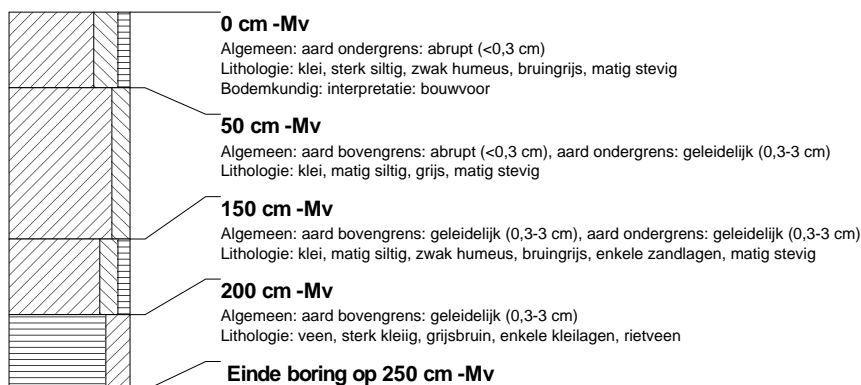 0 cm -Mv
Algemeen: aard ondergrens: abrupt (<0,3 cm)
Lithologie: klei, sterk siltig, zwak humeus, bruingrijs, matig stevig
Bodemkundig: interpretatie: bouwvoor
50 cm -Mv
Algemeen: aard bovengrens: abrupt (<0,3 cm), aard ondergrens: geleidelijk (0,3-3 cm)
Lithologie: klei, matig siltig, grijs, matig stevig
150 cm -Mv
Algemeen: aard bovengrens: geleidelijk (0,3-3 cm), aard ondergrens: geleidelijk (0,3-3 cm)
Lithologie: klei, matig siltig, zwak humeus, bruingrijs, enkele zandlagen, matig stevig
200 cm -Mv
Algemeen: aard bovengrens: geleidelijk (0,3-3 cm)
Lithologie: veen, sterk kleiig, grijsbruin, enkele kleilagen, rietveen
Einde boring op 250 cm -Mv